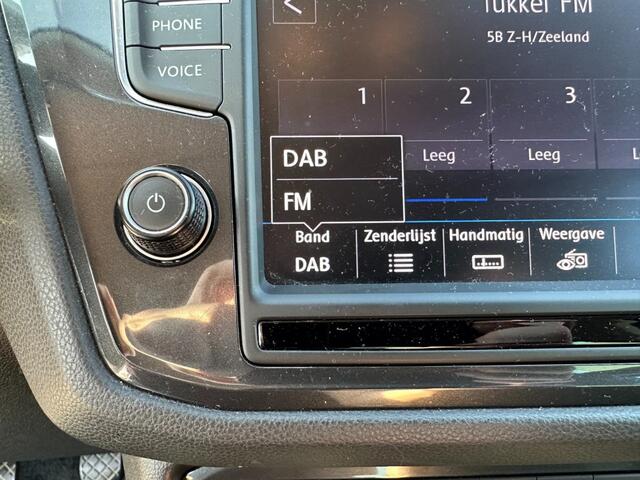 PHONE
VOICE
Tukker FM
5B Z-H/Zeeland
1 2 3
DAB
Leeg Leeg
FM
Band Zenderlijst Handmatig Weergave
DAB